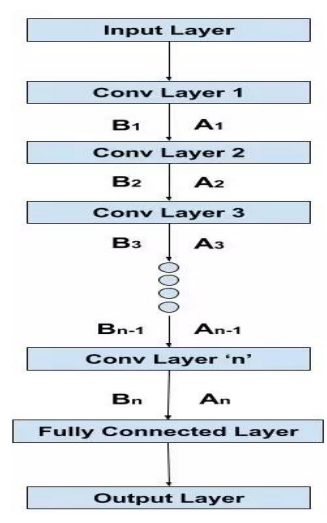 Input Layer
Conv Layer 1
B1 A1
Conv Layer 2
B2 A2
Conv Layer 3
B3 A3
Bn-1 An-1
Conv Layer ‘n’
Bn An
Fully Connected Layer
Output Layer